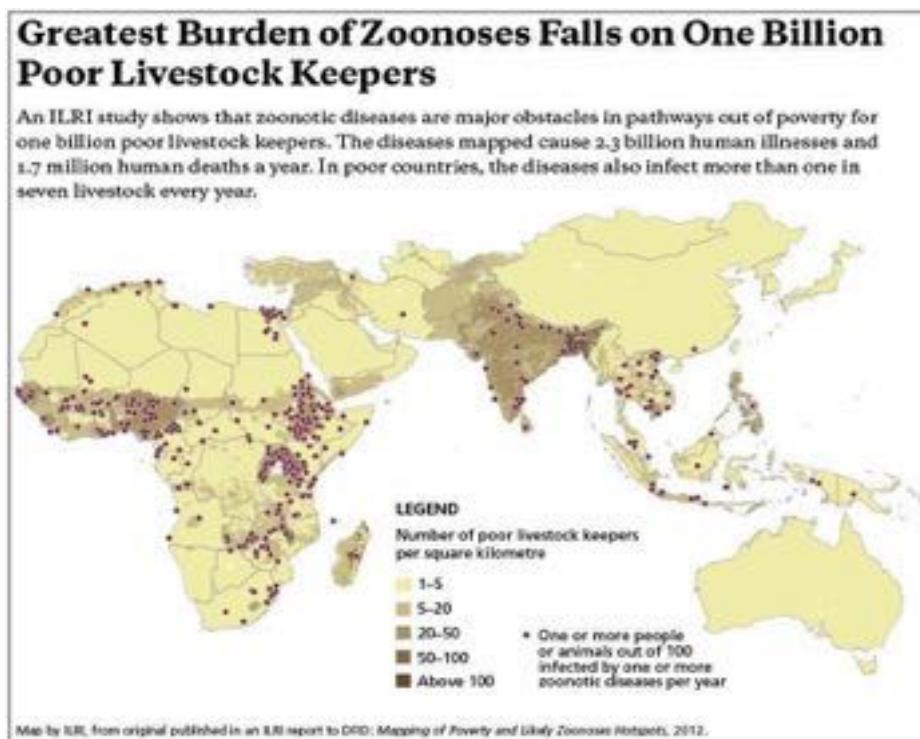 Greatest Burden of Zoonoses Falls on One Billion
Poor Livestock Keepers
An ILRI study shows that zoonotic diseases are major obstacles in pathways out of poverty for
one billion poor livestock keepers. The diseases mapped cause 2.3 billion human illnesses and
1.7 million human deaths a year. In poor countries, the diseases also infect more than one in
seven livestock every year.
LEGEND
Number of poor livestock keepers
per square kilometre
1–5
5–20
20–50
50–100
Above 100
• One or more people
or animals out of 100
infected by one or more
zoonotic diseases per year
Map by ILRI, from original published in an ILRI report to DFID: Mapping of Poverty and Likely Zoonoses Hotspots, 2012.